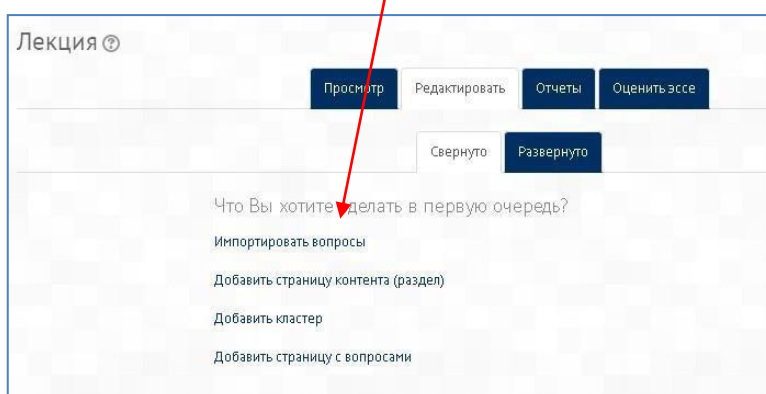 Лекция
Просмотр Редактировать Отчеты Оценить эссе
Свернуто Развернуто
Что Вы хотите сделать в первую очередь?
Импортировать вопросы
Добавить страницу контента (раздел)
Добавить кластер
Добавить страницу с вопросами